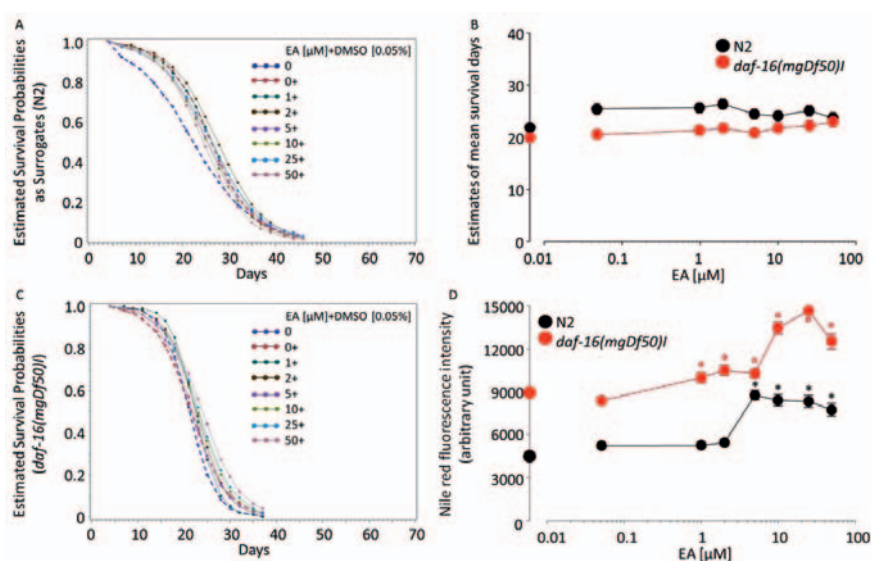 A
Estimated Survival Probabilities
as Surrogates (N2)
1.0
0.8
0.6
0.4
0.2
0
0 10 20 30 40 50 60 70
Days
EA [µM]+DMSO [0.05%]
0
0+
1+
2+
5+
10+
25+
50+
B
Estimates of mean survival days
40
30
20
10
0
0.01 0.1 1 10 100
EA [µM]
N2
daf-16(mgDf50)I
C
Estimated Survival Probabilities
(daf-16(mgDf50)I)
1.0
0.8
0.6
0.4
0.2
0
0 10 20 30 40 50 60 70
Days
EA [µM]+DMSO [0.05%]
0
0+
1+
2+
5+
10+
25+
50+
D
Nile red fluorescence intensity
(arbitrary unit)
15000
12000
9000
6000
3000
0
0.01 0.1 1 10 100
EA [µM]
N2
daf-16(mgDf50)I